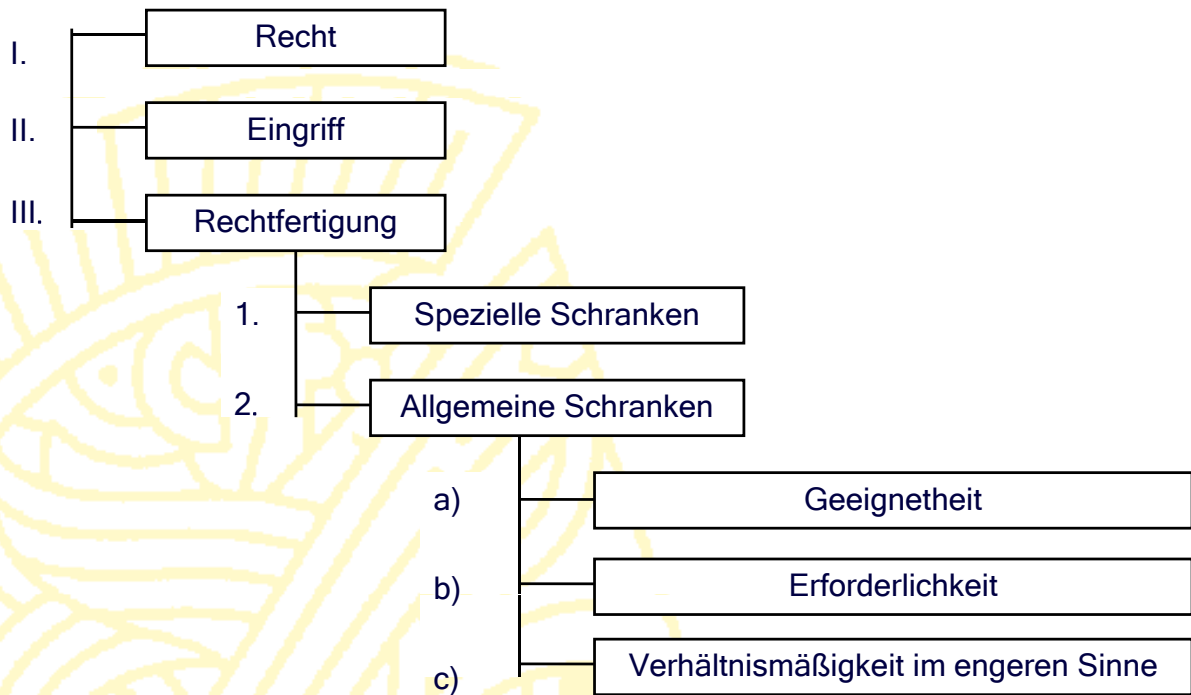 I. Recht
II. Eingriff
III. Rechtfertigung
1. Spezielle Schranken
2. Allgemeine Schranken
a) Geeignetheit
b) Erforderlichkeit
c) Verhältnismäßigkeit im engeren Sinne